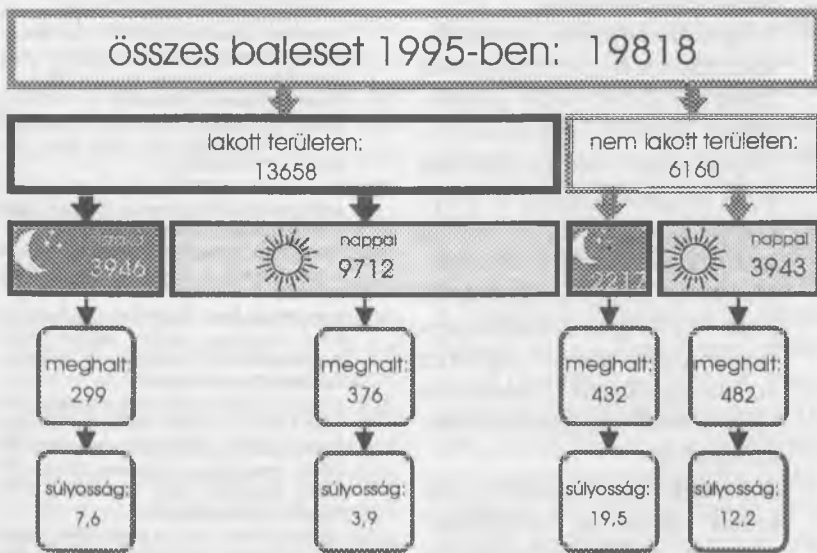 összes baleset 1995-ben: 19818
lakott területen:
13658
nem lakott területen:
6160
3946
nappal
9712
2217
nappal
3943
meghalt:
299
meghalt:
376
meghalt:
432
meghalt:
482
súlyosság:
7,6
súlyosság:
3,9
súlyosság:
19,5
súlyosság:
12,2